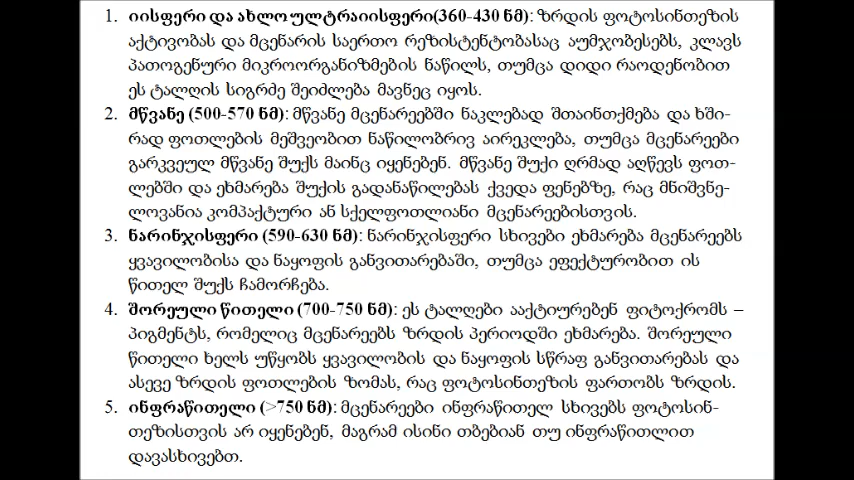 1. იისფერი და ახლო ულტრაიისფერი(360-430 ნმ): ზრდის ფოტოსინთეზის
აქტივობას და მცენარის საერთო რეზისტენტობასაც აუმჯობესებს, კლავს
პათოგენური მიკროორგანიზმების ნაწილს, თუმცა დიდი რაოდენობით
ეს ტალღის სიგრძე შეიძლება მავნეც იყოს.
2. მწვანე (500-570 ნმ): მწვანე მცენარეებში ნაკლებად შთაინთქმება და ხში-
რად ფოთლების მეშვეობით ნაწილობრივ აირეკლება, თუმცა მცენარეები
გარკვეულ მწვანე შუქს მაინც იყენებენ. მწვანე შუქი ღრმად აღწევს ფოთ-
ლებში და ეხმარება შუქის გადანაწილებას ქვედა ფენებზე, რაც მნიშვნე-
ლოვანია კომპაქტური ან სქელფოთლიანი მცენარეებისთვის.
3. ნარინჯისფერი (590-630 ნმ): ნარინჯისფერი სხივები ეხმარება მცენარეებს
ყვავილობისა და ნაყოფის განვითარებაში, თუმცა ეფექტურობით ის
წითელ შუქს ჩამორჩება.
4. შორეული წითელი (700-750 ნმ): ეს ტალღები ააქტიურებენ ფიტოქრომს –
პიგმენტს, რომელიც მცენარეებს ზრდის პერიოდში ეხმარება. შორეული
წითელი ხელს უწყობს ყვავილობის და ნაყოფის სწრაფ განვითარებას და
ასევე ზრდის ფოთლების ზომას, რაც ფოტოსინთეზის ფართობს ზრდის.
5. ინფრაწითელი (>750 ნმ): მცენარეები ინფრაწითელ სხივებს ფოტოსინ-
თეზისთვის არ იყენებენ, მაგრამ ისინი თბებიან თუ ინფრაწითლით
დავასხივებთ.